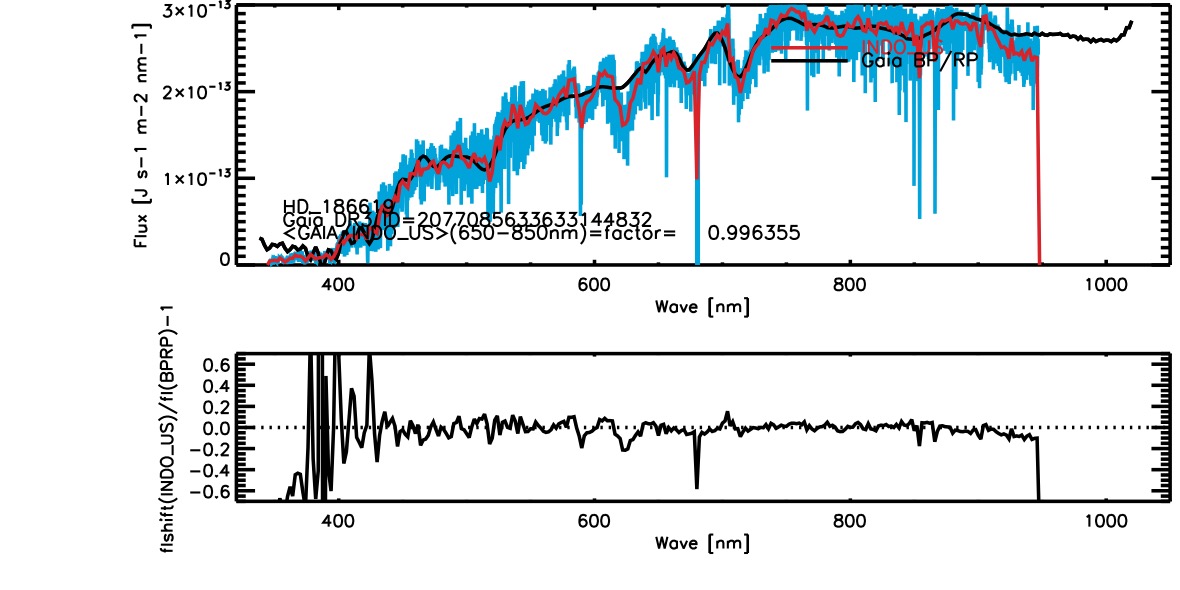 3×10−13
2×10−13
1×10−13
0
Flux [J s−1 m−2 nm−1]
INDO_US
Gaia BP/RP
HD_186619
Gaia DR3 ID=2077085633633144832
<GAIA/INDO_US>(650−850nm)=factor= 0.996355
400 600 800 1000
Wave [nm]
flshift(INDO_US)/fl(BPRP)−1
0.6
0.4
0.2
0.0
−0.2
−0.4
−0.6
400 600 800 1000
Wave [nm]